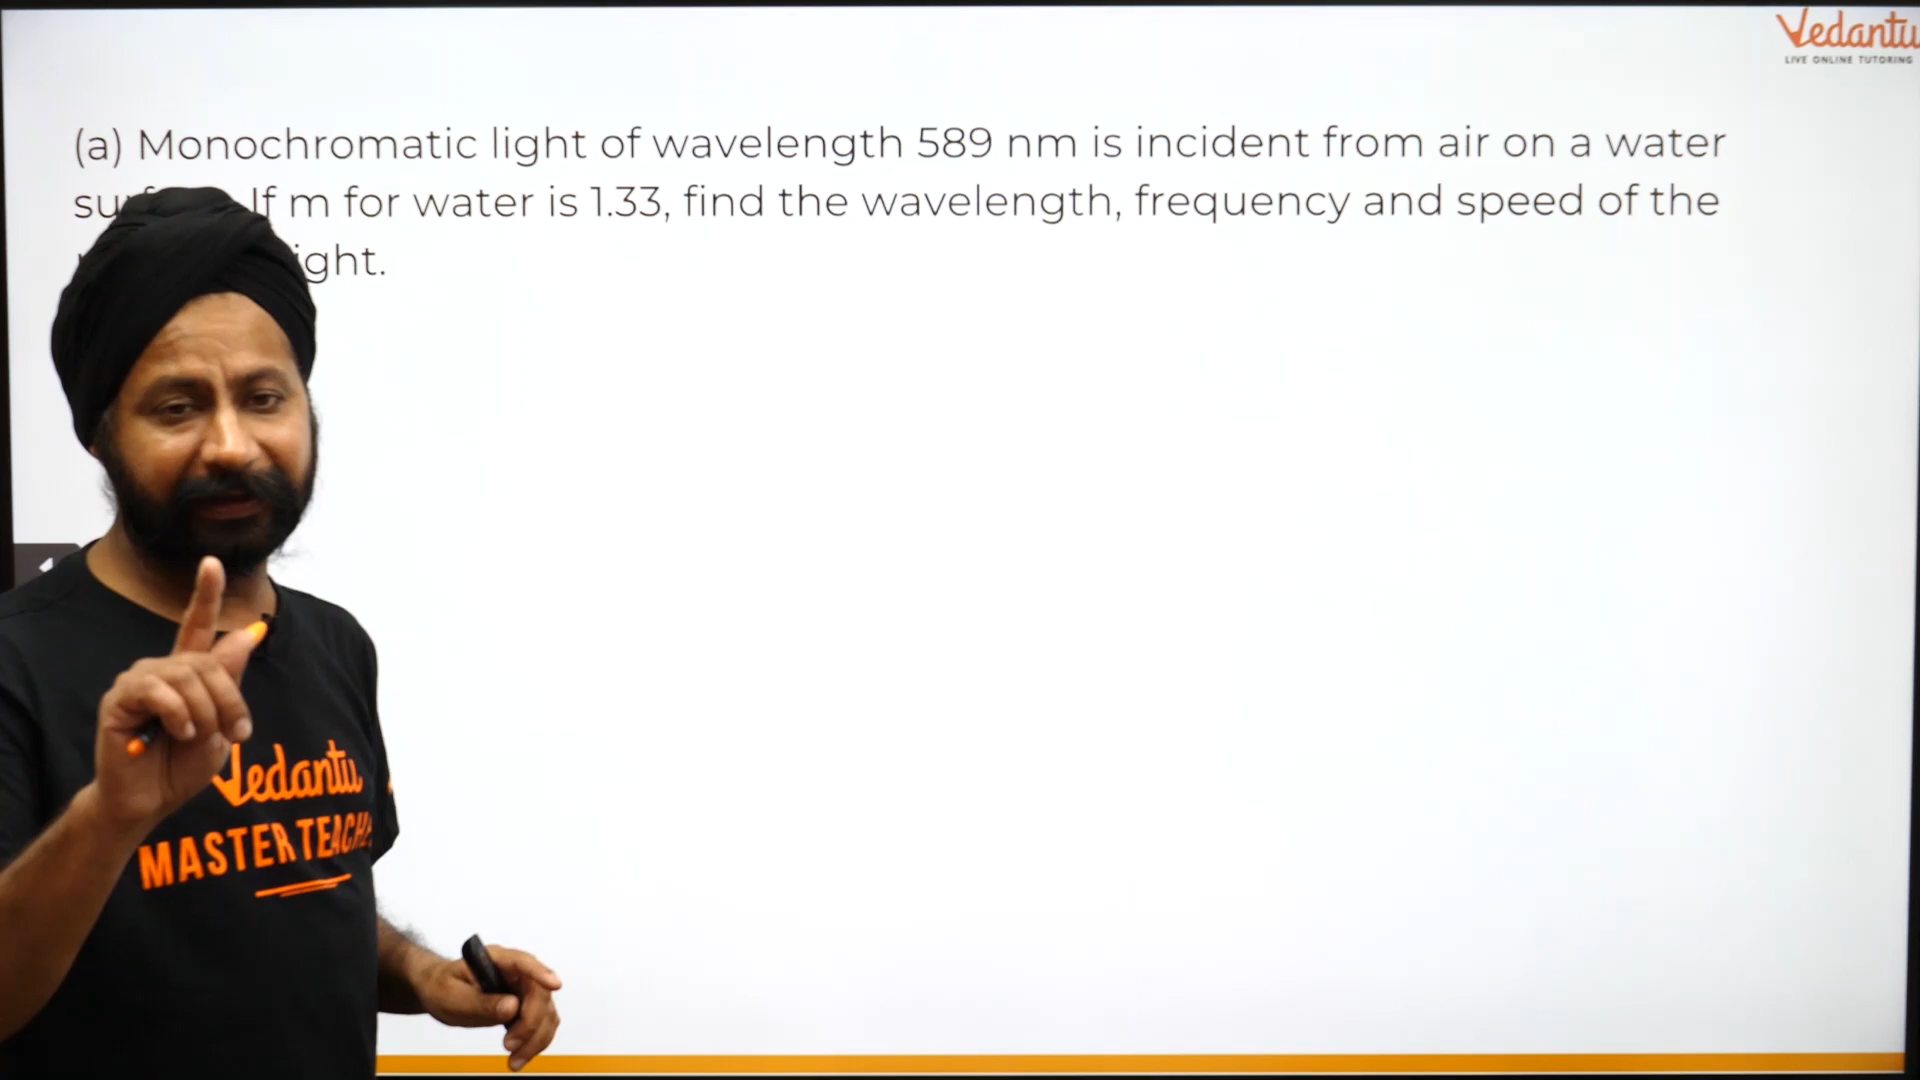 Vedantu
LIVE ONLINE TUTORING
(a) Monochromatic light of wavelength 589 nm is incident from air on a water
If m for water is 1.33, find the wavelength, frequency and speed of the
Vedantu
MASTER